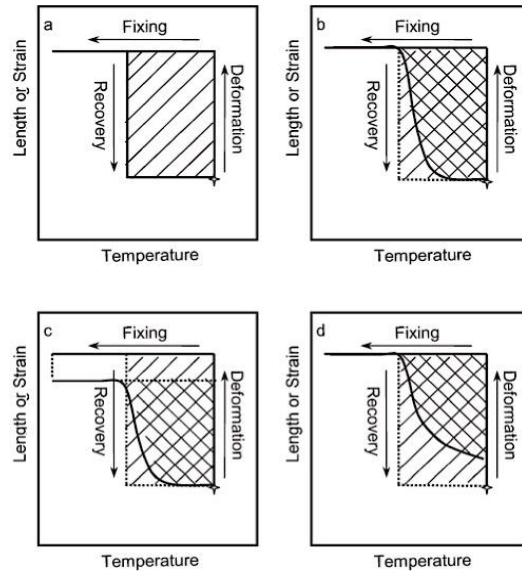 a
Fixing
Length or Strain
Recovery
Deformation
Temperature
b
Fixing
Length or Strain
Recovery
Deformation
Temperature
c
Fixing
Length or Strain
Recovery
Deformation
Temperature
d
Fixing
Length or Strain
Recovery
Deformation
Temperature